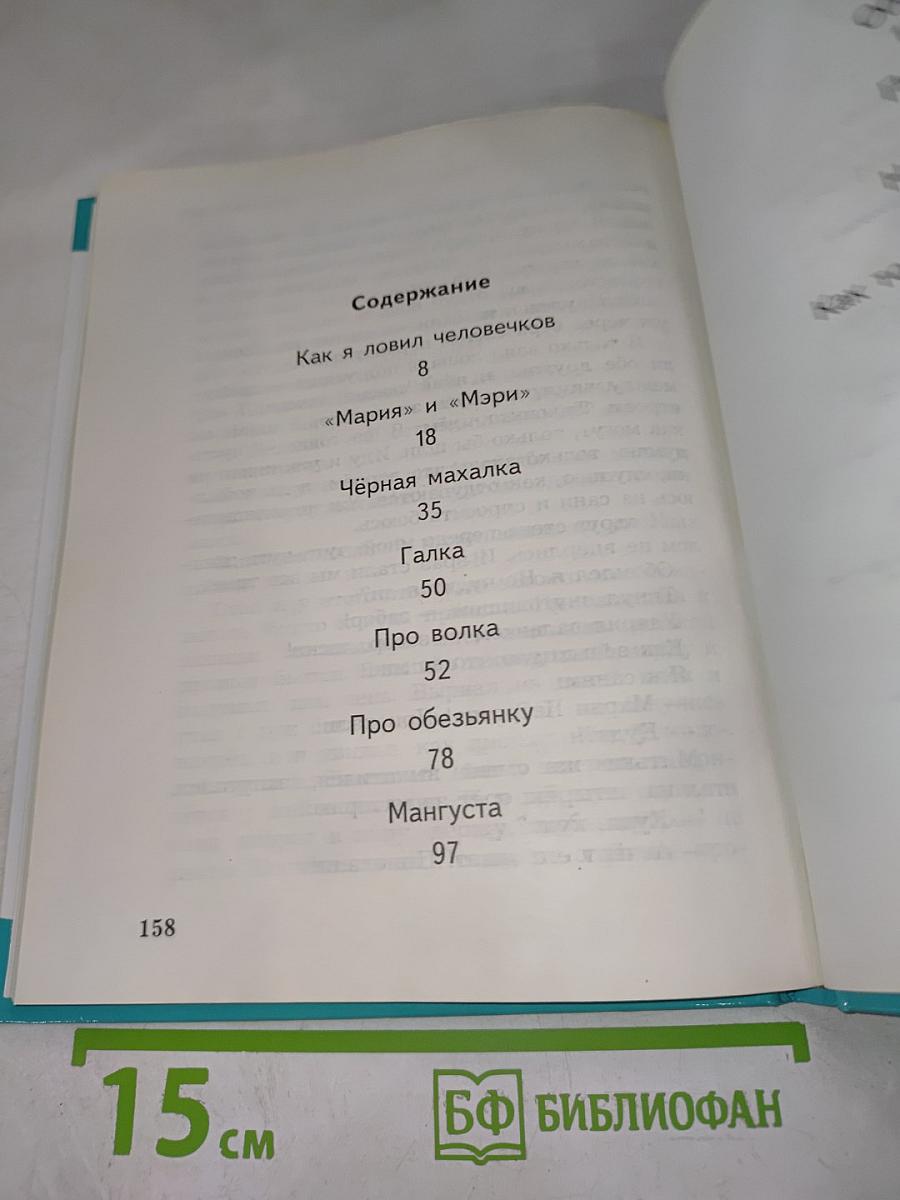 Содержание
Как я ловил человечков
8
«Мария» и «Мэри»
18
Чёрная махалка
35
Галка
50
Про волка
52
Про обезьянку
78
Мангуста
97
158
15 см
БФ БИБЛИОФАН